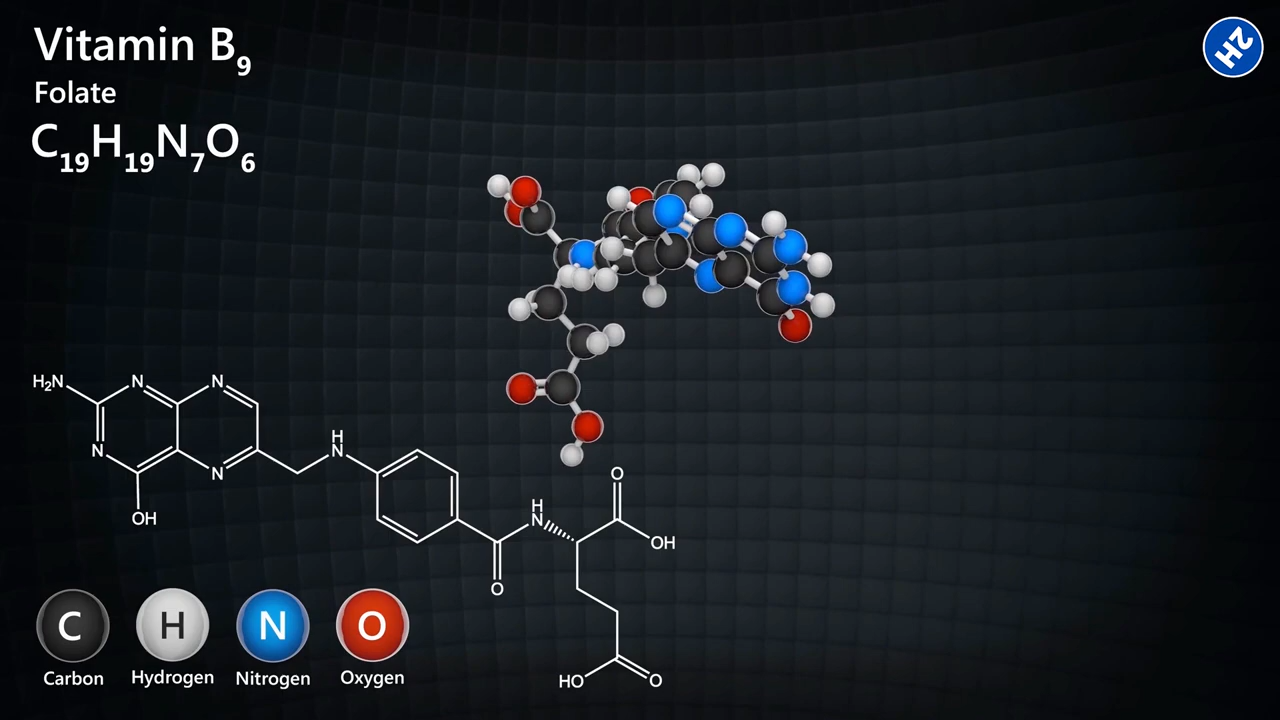 Vitamin B₉
Folate
C₁₉H₁₉N₇O₆
HZ
H₂N
N
N
N
N
OH
H
N
O
H
N
O
OH
HO
O
C
H
N
O
Carbon
Hydrogen
Nitrogen
Oxygen